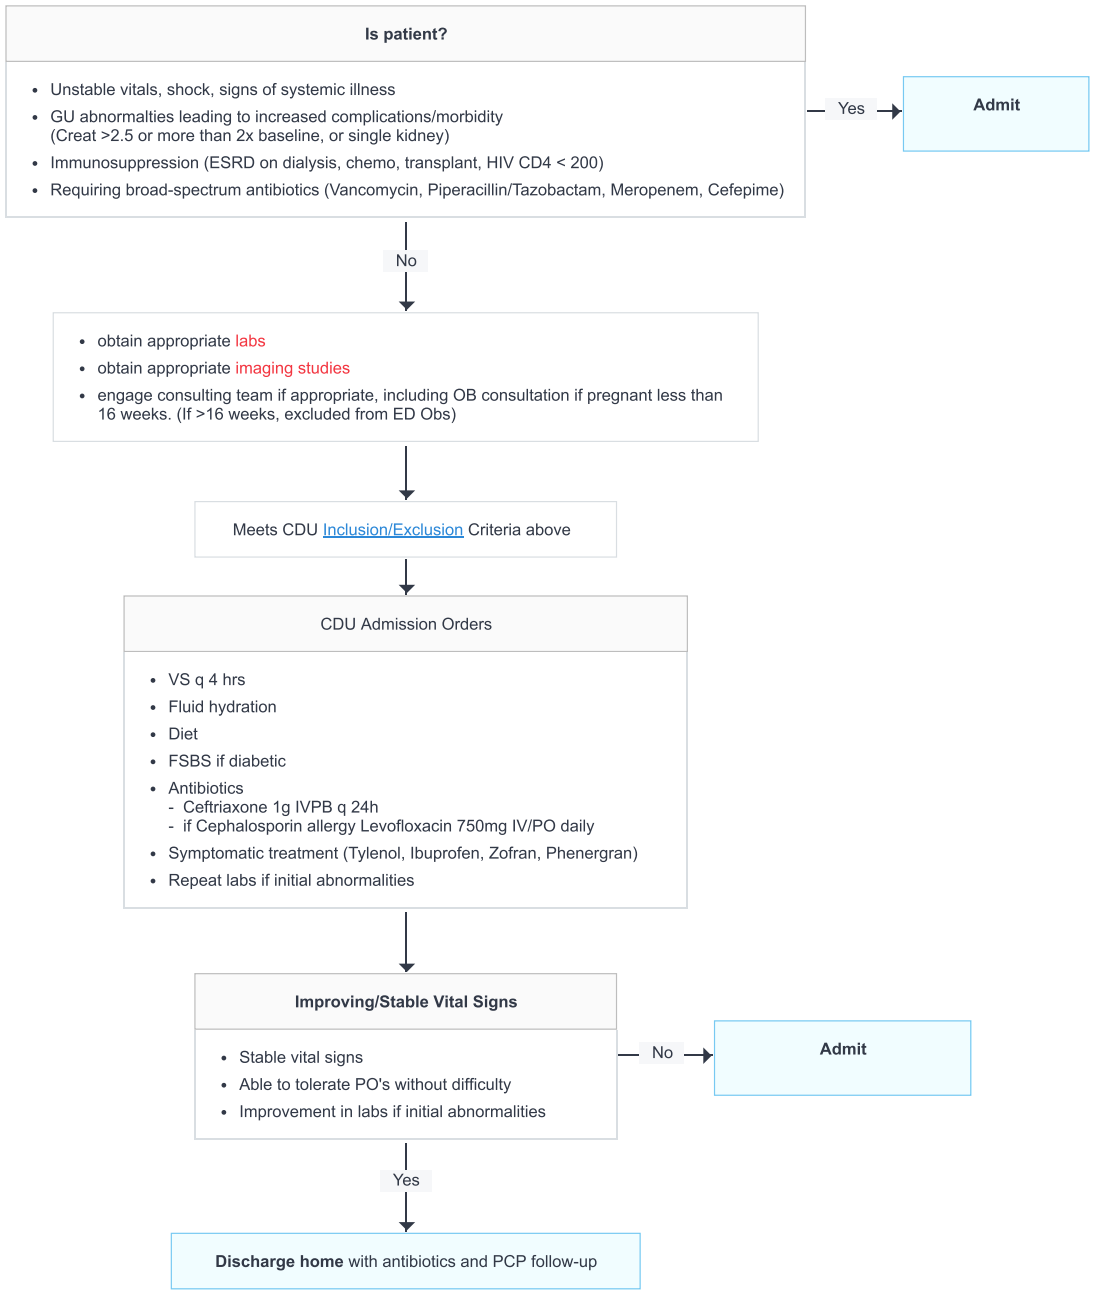 Is patient?
Unstable vitals, shock, signs of systemic illness
GU abnormalties leading to increased complications/morbidity
(Creat >2.5 or more than 2x baseline, or single kidney)
Immunosuppression (ESRD on dialysis, chemo, transplant, HIV CD4 < 200)
Requiring broad-spectrum antibiotics (Vancomycin, Piperacillin/Tazobactam, Meropenem, Cefepime)
Yes
Admit
No
obtain appropriate labs
obtain appropriate imaging studies
engage consulting team if appropriate, including OB consultation if pregnant less than
16 weeks. (If >16 weeks, excluded from ED Obs)
Meets CDU Inclusion/Exclusion Criteria above
CDU Admission Orders
VS q 4 hrs
Fluid hydration
Diet
FSBS if diabetic
Antibiotics
- Ceftriaxone 1g IVPB q 24h
- if Cephalosporin allergy Levofloxacin 750mg IV/PO daily
Symptomatic treatment (Tylenol, Ibuprofen, Zofran, Phenergran)
Repeat labs if initial abnormalities
Improving/Stable Vital Signs
Stable vital signs
Able to tolerate PO's without difficulty
Improvement in labs if initial abnormalities
No
Admit
Yes
Discharge home with antibiotics and PCP follow-up